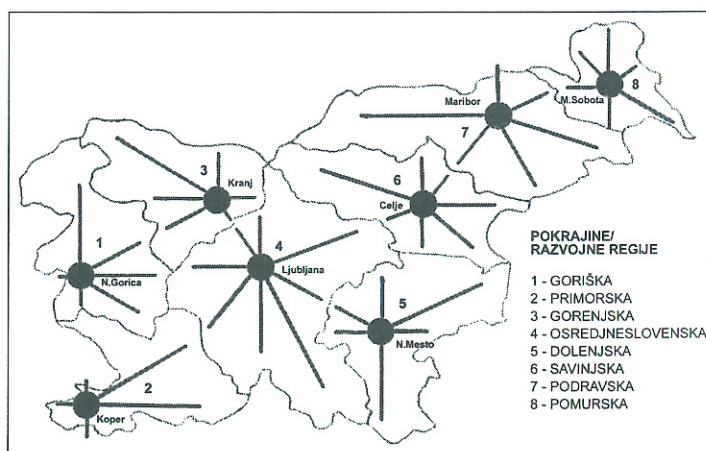 Maribor
M.Sobota
8
7
3
Kranj
6
Celje
1
N.Gorica
4
Ljubljana
5
N.Mesto
2
Koper
POKRAJINE/
RAZVOJNE REGIJE
1 - GORIŠKA
2 - PRIMORSKA
3 - GORENJSKA
4 - OSREDJNESLOVENSKA
5 - DOLENJSKA
6 - SAVINJSKA
7 - PODRAVSKA
8 - POMURSKA